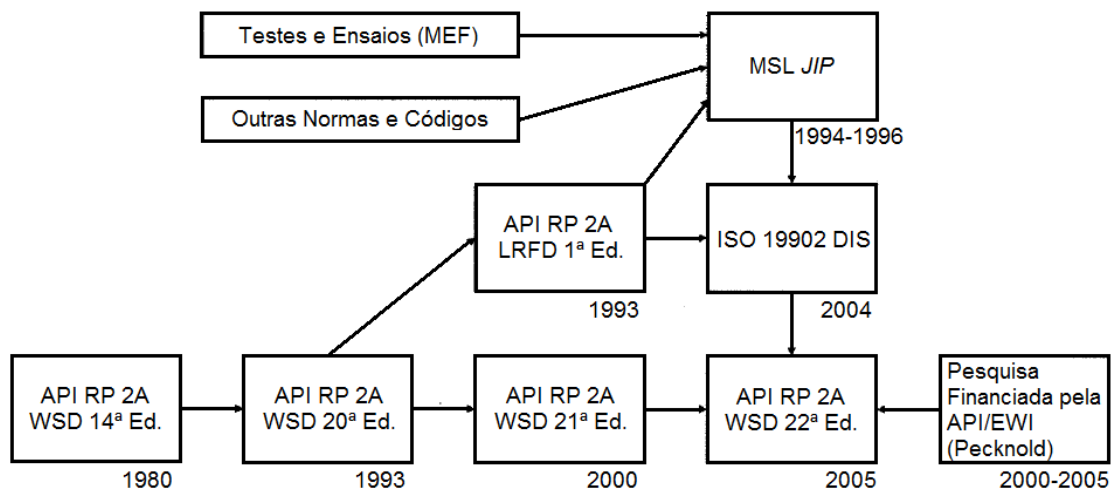 Testes e Ensaios (MEF)
MSL JIP
Outras Normas e Códigos
1994-1996
API RP 2A
LRFD 1ª Ed.
ISO 19902 DIS
1993
2004
API RP 2A
WSD 14ª Ed.
API RP 2A
WSD 20ª Ed.
API RP 2A
WSD 21ª Ed.
API RP 2A
WSD 22ª Ed.
Pesquisa
Financiada pela
API/EWI
(Pecknold)
1980
1993
2000
2005
2000-2005